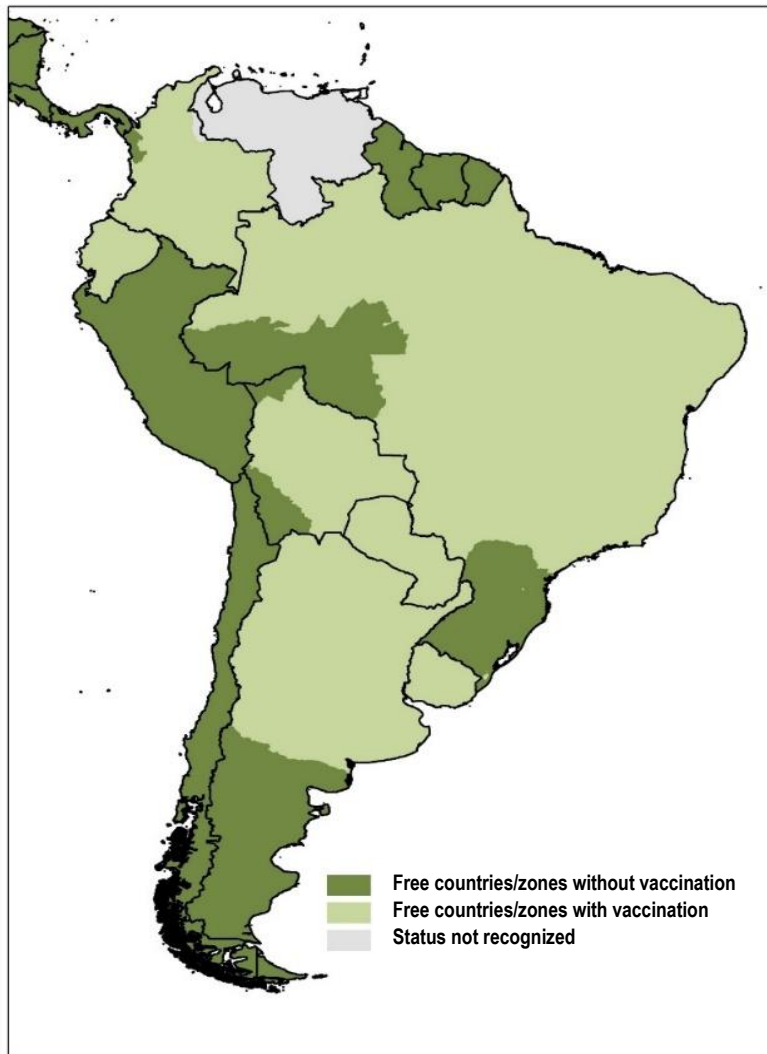 Free countries/zones without vaccination
Free countries/zones with vaccination
Status not recognized